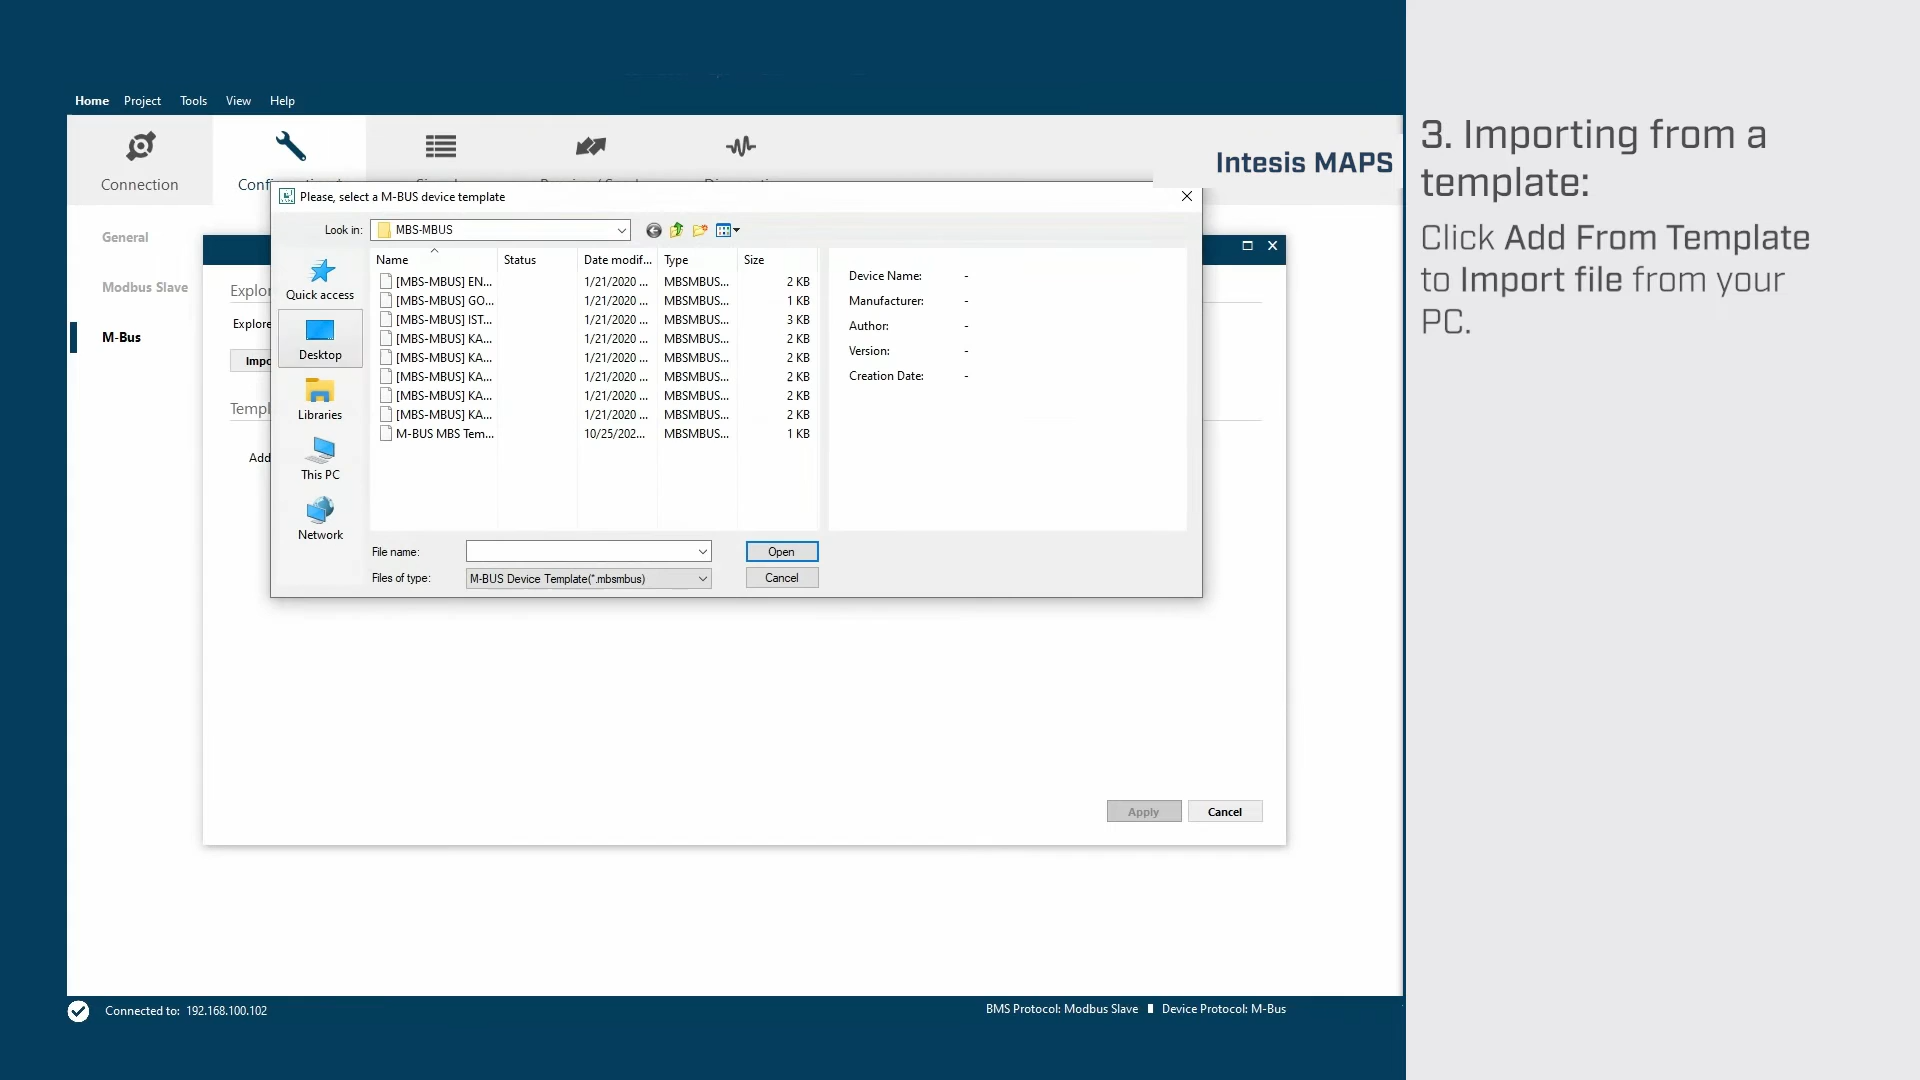 Home Project Tools View Help
Connection
Intesis MAPS
General
Modbus Slave
M-Bus
Please, select a M-BUS device template
Look in: MBS-MBUS
Quick access
Desktop
Libraries
This PC
Network
Name Status Date modif... Type Size
[MBS-MBUS] EN... 1/21/2020 ... MBSMBUS... 2 KB
[MBS-MBUS] GO... 1/21/2020 ... MBSMBUS... 1 KB
[MBS-MBUS] IST... 1/21/2020 ... MBSMBUS... 3 KB
[MBS-MBUS] KA... 1/21/2020 ... MBSMBUS... 2 KB
[MBS-MBUS] KA... 1/21/2020 ... MBSMBUS... 2 KB
[MBS-MBUS] KA... 1/21/2020 ... MBSMBUS... 2 KB
[MBS-MBUS] KA... 1/21/2020 ... MBSMBUS... 2 KB
[MBS-MBUS] KA... 1/21/2020 ... MBSMBUS... 2 KB
M-BUS MBS Tem... 10/25/202... MBSMBUS... 1 KB
Device Name: -
Manufacturer: -
Author: -
Version: -
Creation Date: -
File name: Open
Files of type: M-BUS Device Template(*.mbsmbus) Cancel
Explor
Explore
Impo
Templ
Add
Apply Cancel
Connected to: 192.168.100.102
BMS Protocol: Modbus Slave Device Protocol: M-Bus
3. Importing from a
template:
Click Add From Template
to Import file from your
PC.